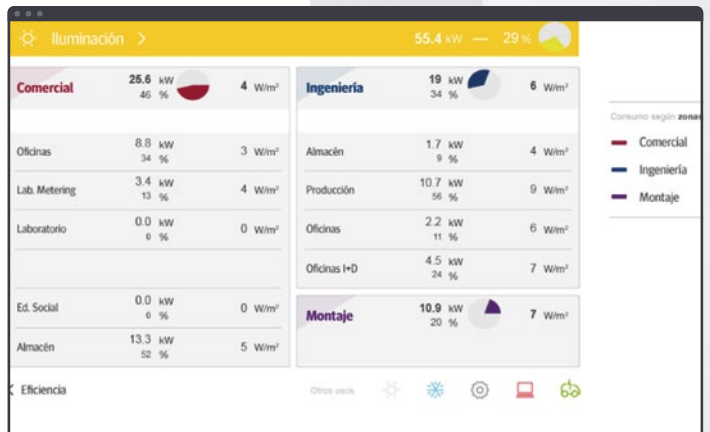 Iluminación >
55.4 kW — 29 %
Comercial
25.6 kW
46 %
4 W/m²
Oficinas
8.8 kW
34 %
3 W/m²
Lab. Metering
3.4 kW
13 %
4 W/m²
Laboratorio
0.0 kW
0 %
0 W/m²
Ed. Social
0.0 kW
0 %
0 W/m²
Almacén
13.3 kW
52 %
5 W/m²
Ingeniería
19 kW
34 %
6 W/m²
Almacén
1.7 kW
9 %
4 W/m²
Producción
10.7 kW
56 %
9 W/m²
Oficinas
2.2 kW
11 %
6 W/m²
Oficinas I+D
4.5 kW
24 %
7 W/m²
Montaje
10.9 kW
20 %
7 W/m²
Consumo según zonas
Comercial
Ingeniería
Montaje
Eficiencia
Otros usos